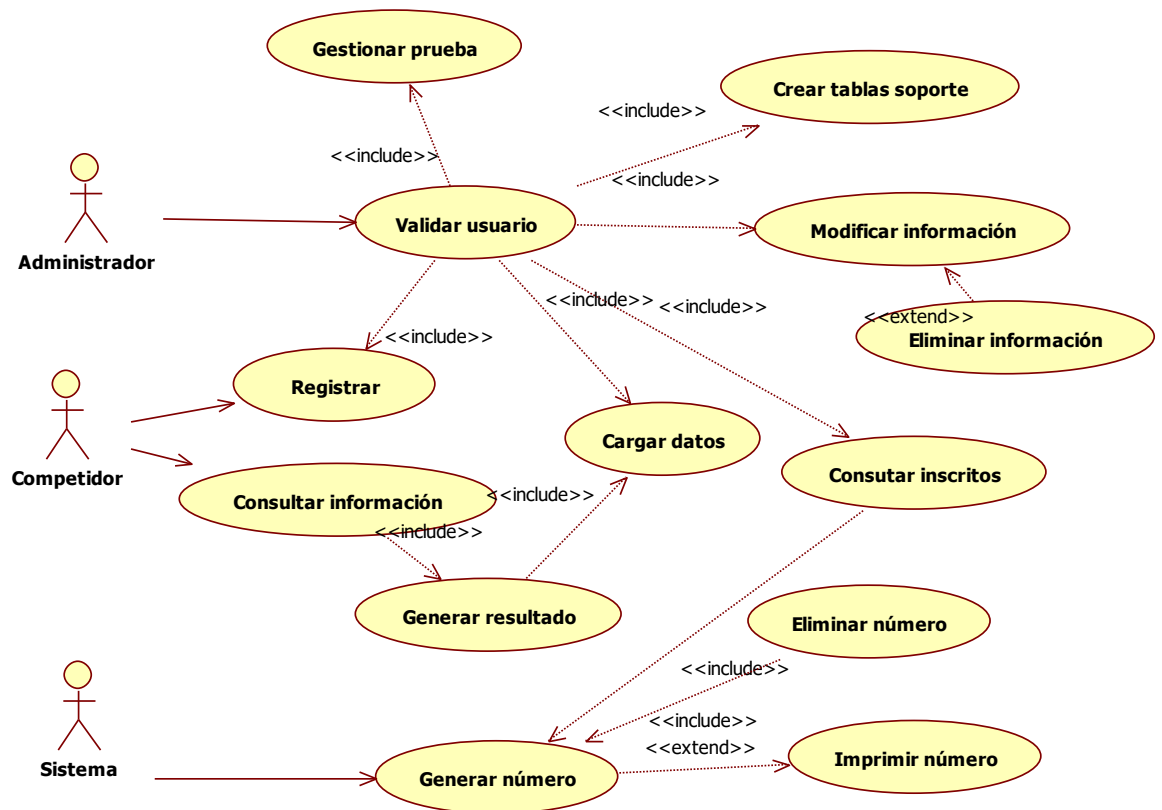 Gestionar prueba
Crear tablas soporte
<<include>>
<<include>>
<<include>>
Validar usuario
Modificar información
Administrador
<<include>>
<<include>>
<<extend>>
<<include>>
Eliminar información
Registrar
Cargar datos
Consutar inscritos
Competidor
Consultar información
<<include>>
<<include>>
Generar resultado
Eliminar número
<<include>>
<<include>>
<<extend>>
Imprimir número
Sistema
Generar número